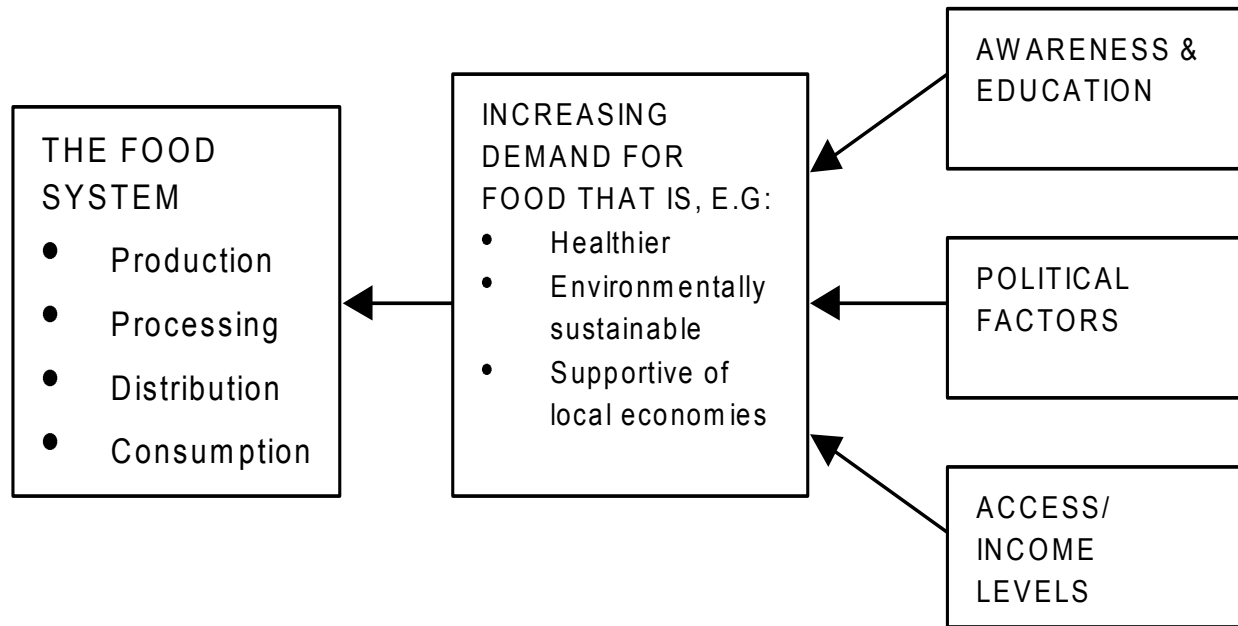 THE FOOD
SYSTEM
• Production
• Processing
• Distribution
• Consumption
INCREASING
DEMAND FOR
FOOD THAT IS, E.G:
• Healthier
• Environmentally
sustainable
• Supportive of
local economies
AWARENESS &
EDUCATION
POLITICAL
FACTORS
ACCESS/
INCOME
LEVELS